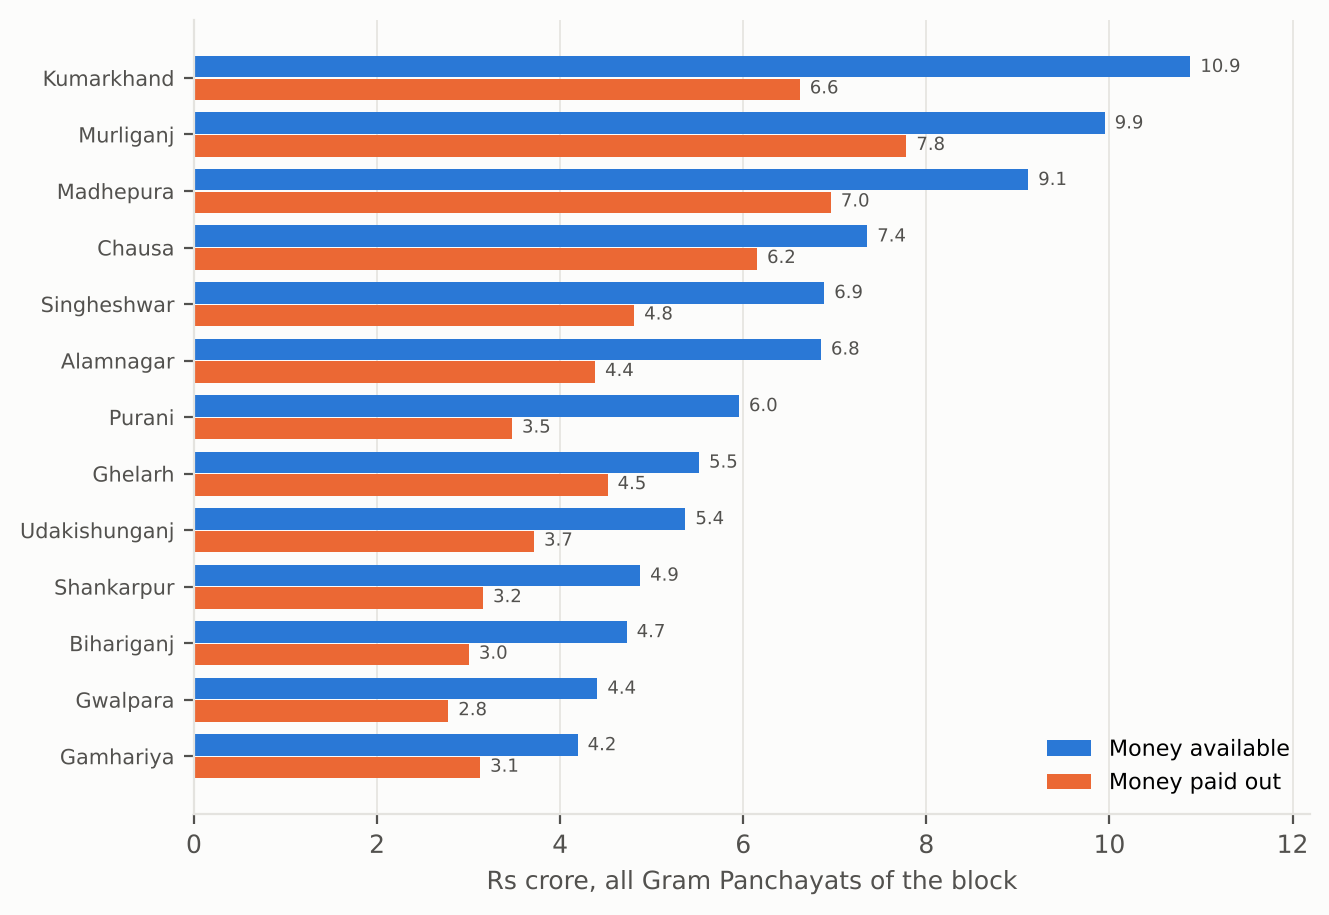 Kumarkhand 10.9
6.6
Murliganj 9.9
7.8
Madhepura 9.1
7.0
Chausa 7.4
6.2
Singheshwar 6.9
4.8
Alamnagar 6.8
4.4
Purani 6.0
3.5
Ghelarh 5.5
4.5
Udakishunganj 5.4
3.7
Shankarpur 4.9
3.2
Bihariganj 4.7
3.0
Gwalpara 4.4
2.8
Gamhariya 4.2
3.1
Money available
Money paid out
0 2 4 6 8 10 12
Rs crore, all Gram Panchayats of the block